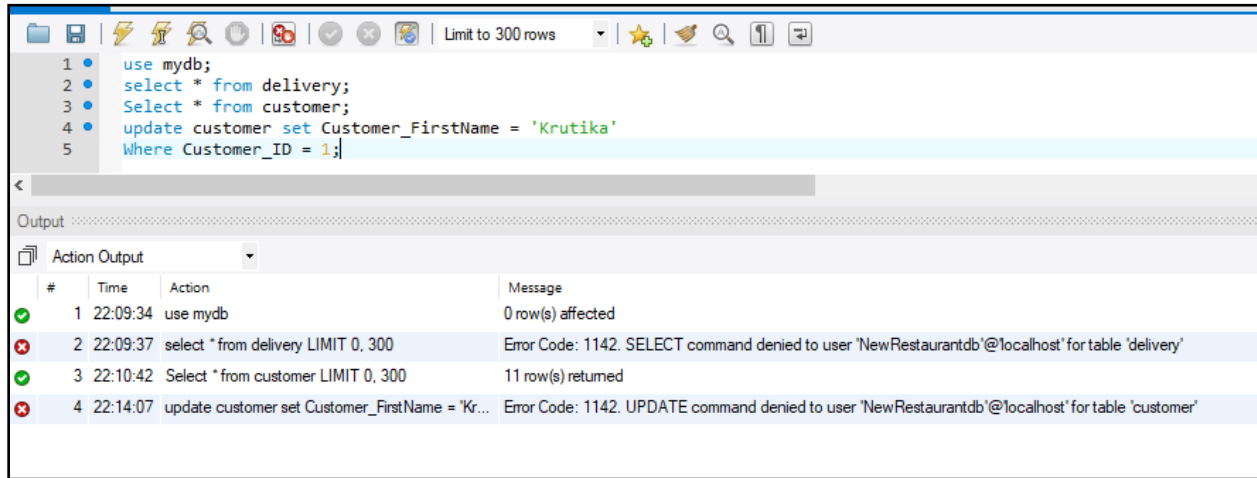 Limit to 300 rows
1 use mydb;
2 select * from delivery;
3 Select * from customer;
4 update customer set Customer_FirstName = 'Krutika'
5 Where Customer_ID = 1;
Output
Action Output
# Time Action Message
1 22:09:34 use mydb 0 row(s) affected
2 22:09:37 select * from delivery LIMIT 0, 300 Error Code: 1142. SELECT command denied to user 'NewRestaurantdb'@'localhost' for table 'delivery'
3 22:10:42 Select * from customer LIMIT 0, 300 11 row(s) returned
4 22:14:07 update customer set Customer_FirstName = 'Kr... Error Code: 1142. UPDATE command denied to user 'NewRestaurantdb'@'localhost' for table 'customer'